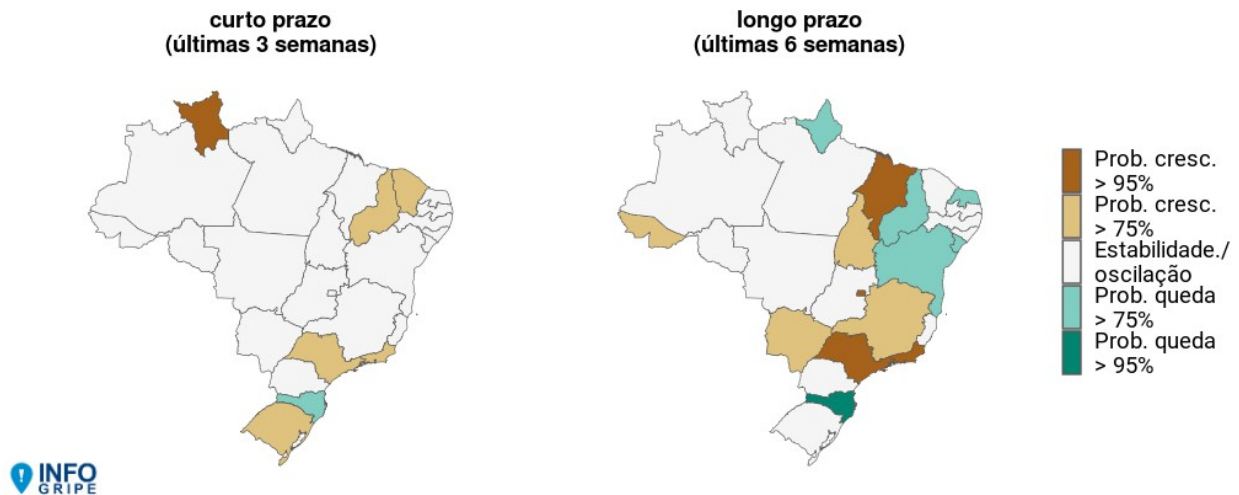 curto prazo
(últimas 3 semanas)
longo prazo
(últimas 6 semanas)
Prob. cresc.
> 95%
Prob. cresc.
> 75%
Estabilidade./
oscilação
Prob. queda
> 75%
Prob. queda
> 95%
INFO
GRIPE